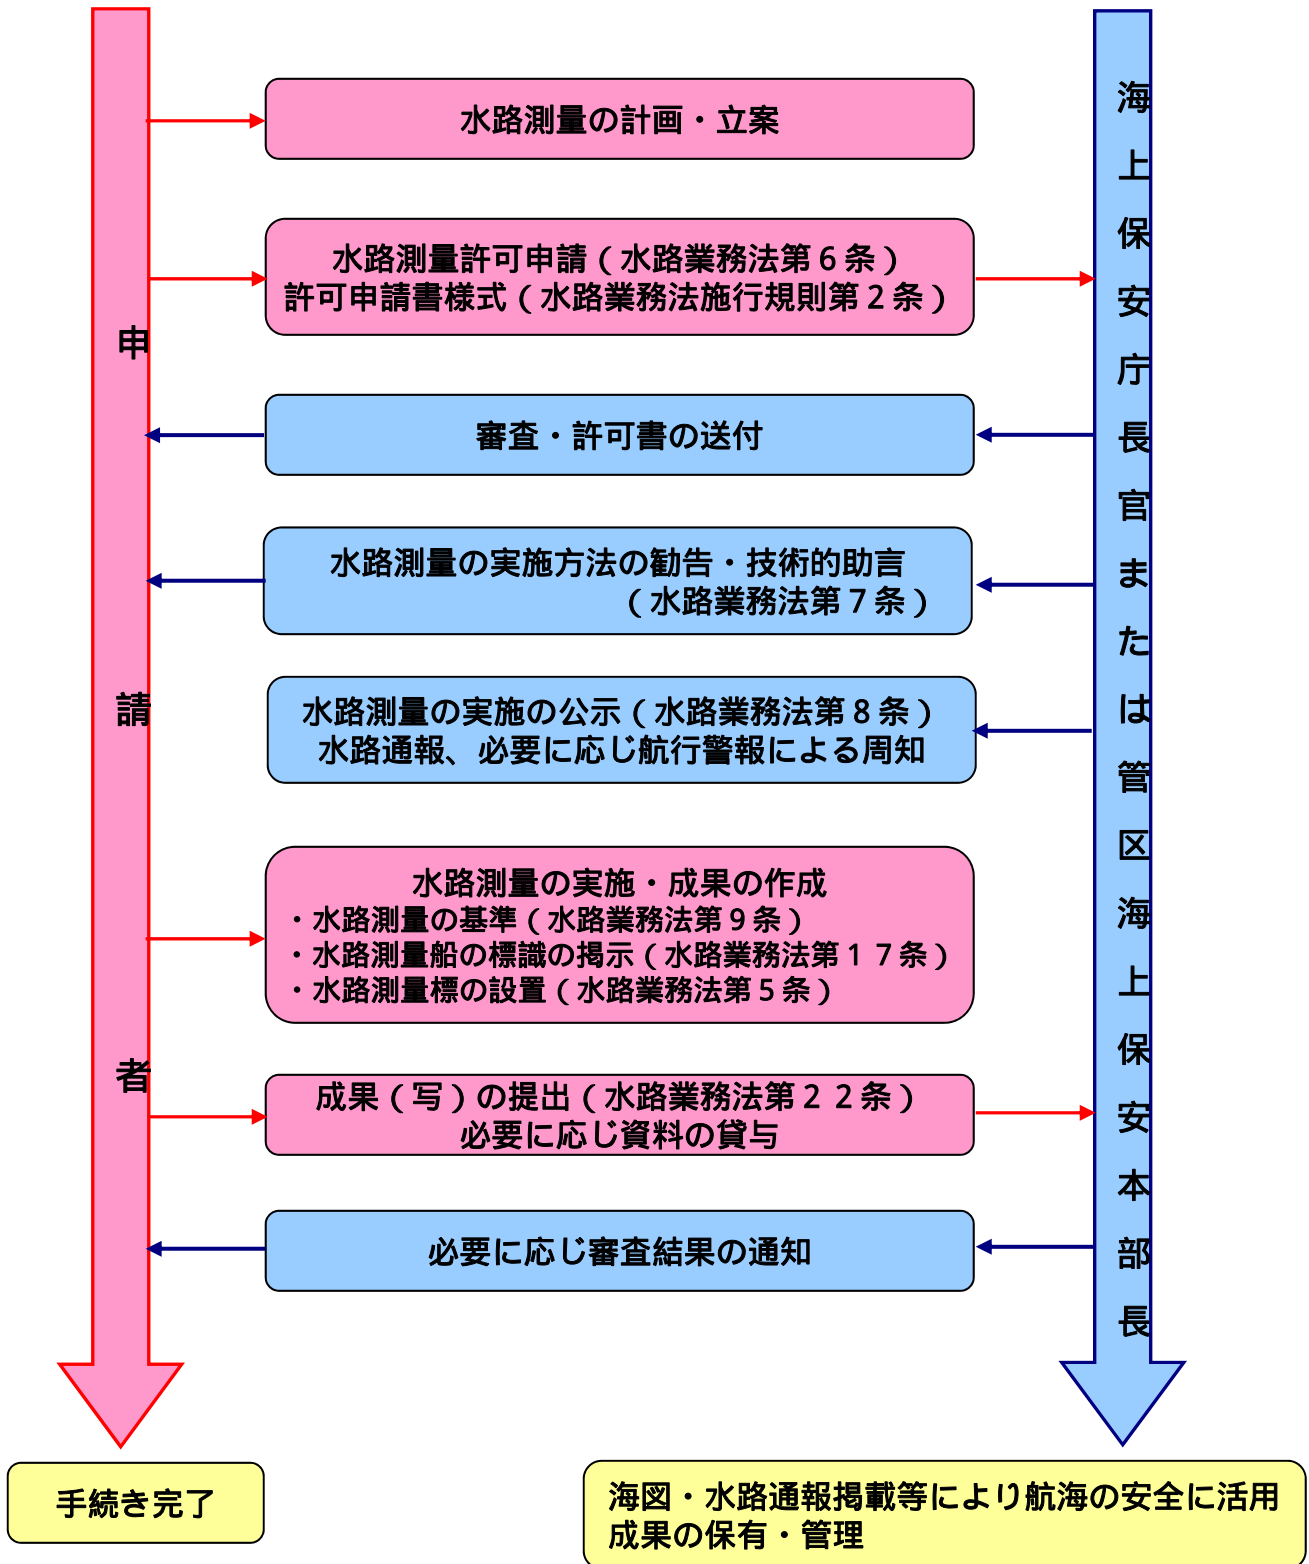 水路測量の計画・立案
水路測量許可申請（水路業務法第６条）
許可申請書様式（水路業務法施行規則第２条）
審査・許可書の送付
水路測量の実施方法の勧告・技術的助言
（水路業務法第７条）
水路測量の実施の公示（水路業務法第８条）
水路通報、必要に応じ航行警報による周知
水路測量の実施・成果の作成
・水路測量の基準（水路業務法第９条）
・水路測量船の標識の掲示（水路業務法第１７条）
・水路測量標の設置（水路業務法第５条）
成果（写）の提出（水路業務法第２２条）
必要に応じ資料の貸与
必要に応じ審査結果の通知
申請者
海上保安庁長官または管区海上保安本部長
手続き完了
海図・水路通報掲載等により航海の安全に活用
成果の保有・管理